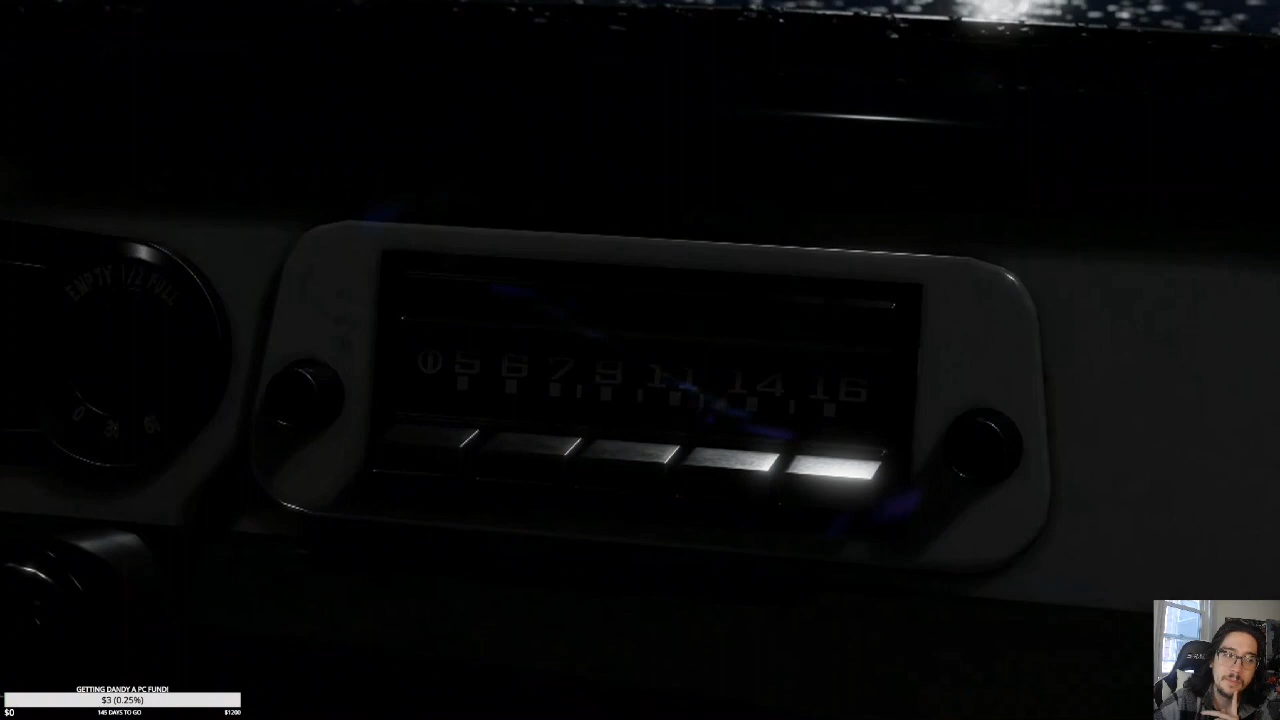 EMPTY 1/2 FULL
5 6 7 9 11 14 16
GETTING DANDY A PC FUND!
$3 (0.25%)
$0 145 DAYS TO GO $1200